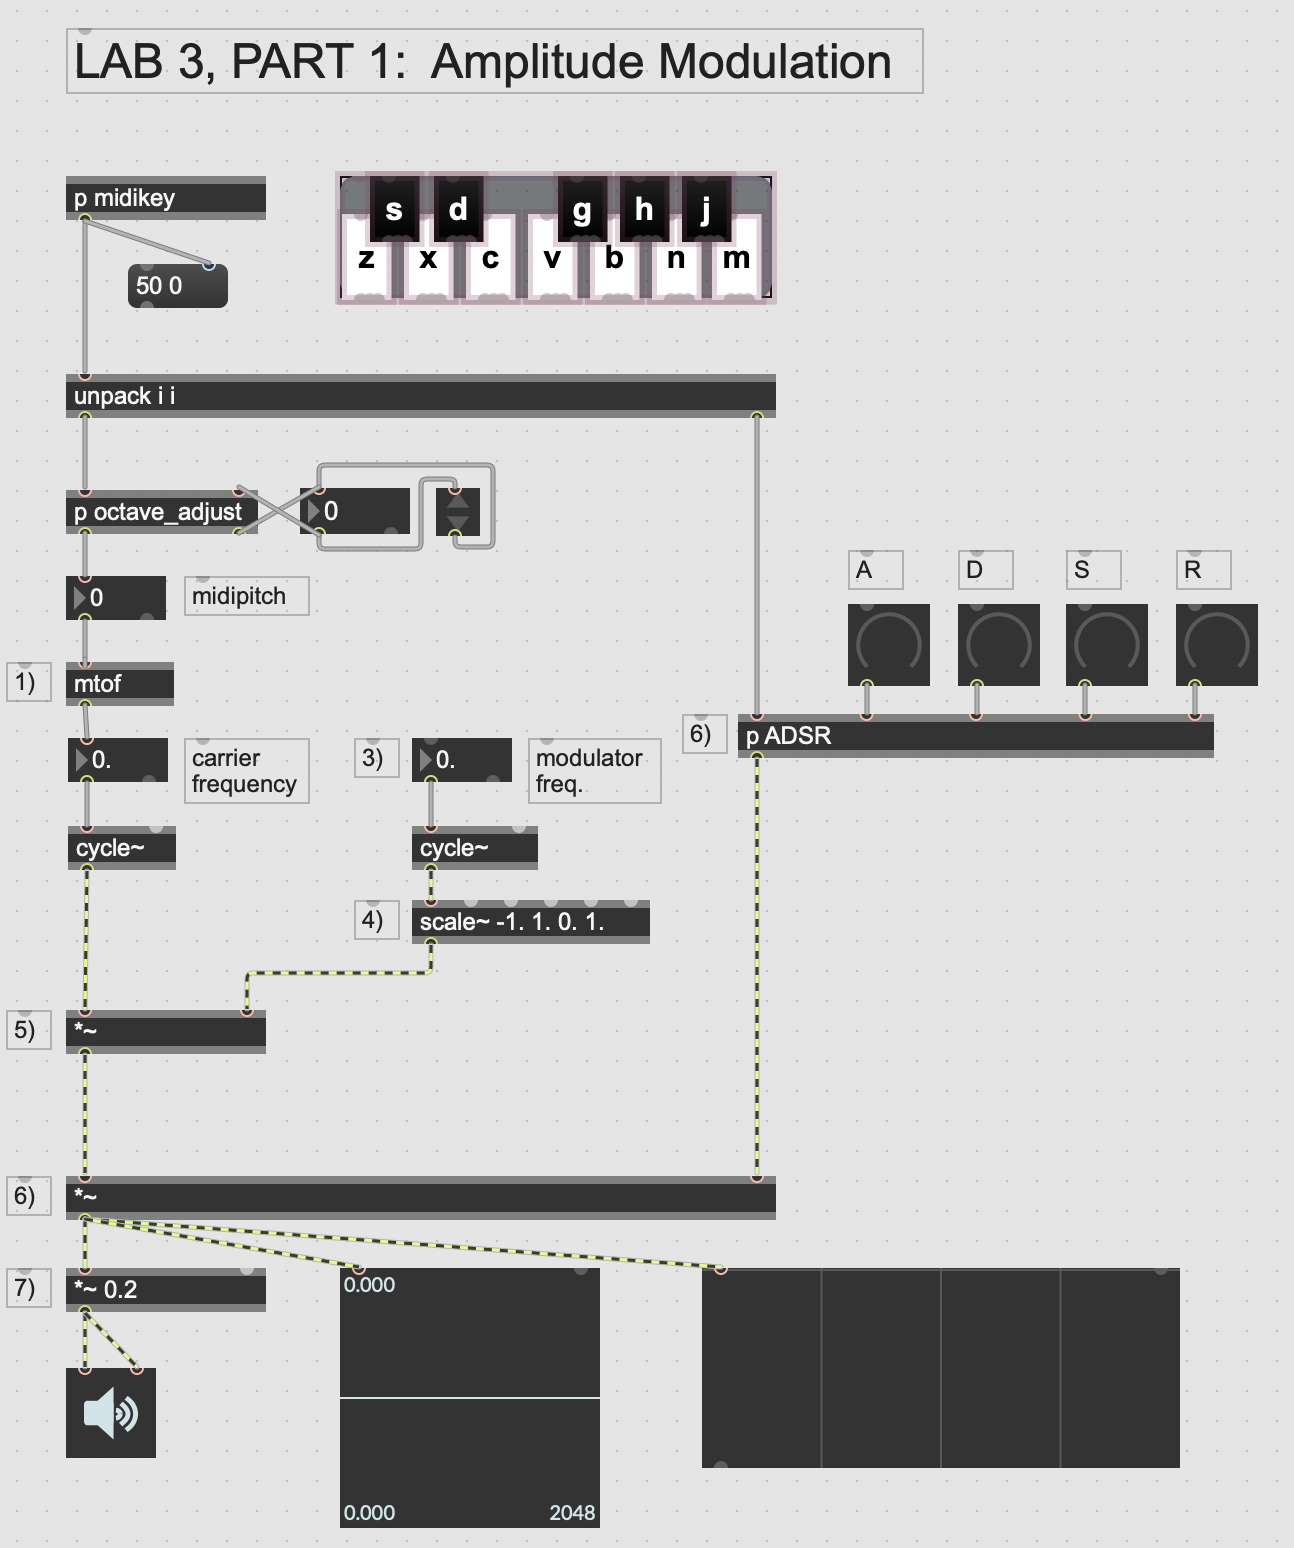 LAB 3, PART 1:  Amplitude Modulation
p midikey
s d g h j
z x c v b n m
50 0
unpack i i
p octave_adjust
0
0
midipitch
A D S R
1)
mtof
6)
p ADSR
0.
carrier
frequency
3)
0.
modulator
freq.
cycle~
cycle~
4)
scale~ -1. 1. 0. 1.
5)
*~
6)
*~
7)
*~ 0.2
0.000
0.000
2048